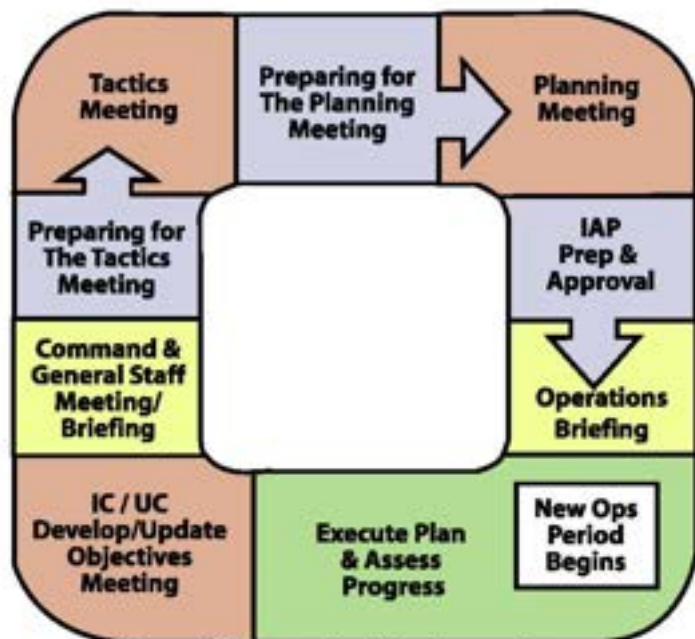 Tactics
Meeting
Preparing for
The Planning
Meeting
Planning
Meeting
Preparing for
The Tactics
Meeting
IAP
Prep &
Approval
Command &
General Staff
Meeting/
Briefing
Operations
Briefing
IC / UC
Develop/Update
Objectives
Meeting
Execute Plan
& Assess
Progress
New Ops
Period
Begins